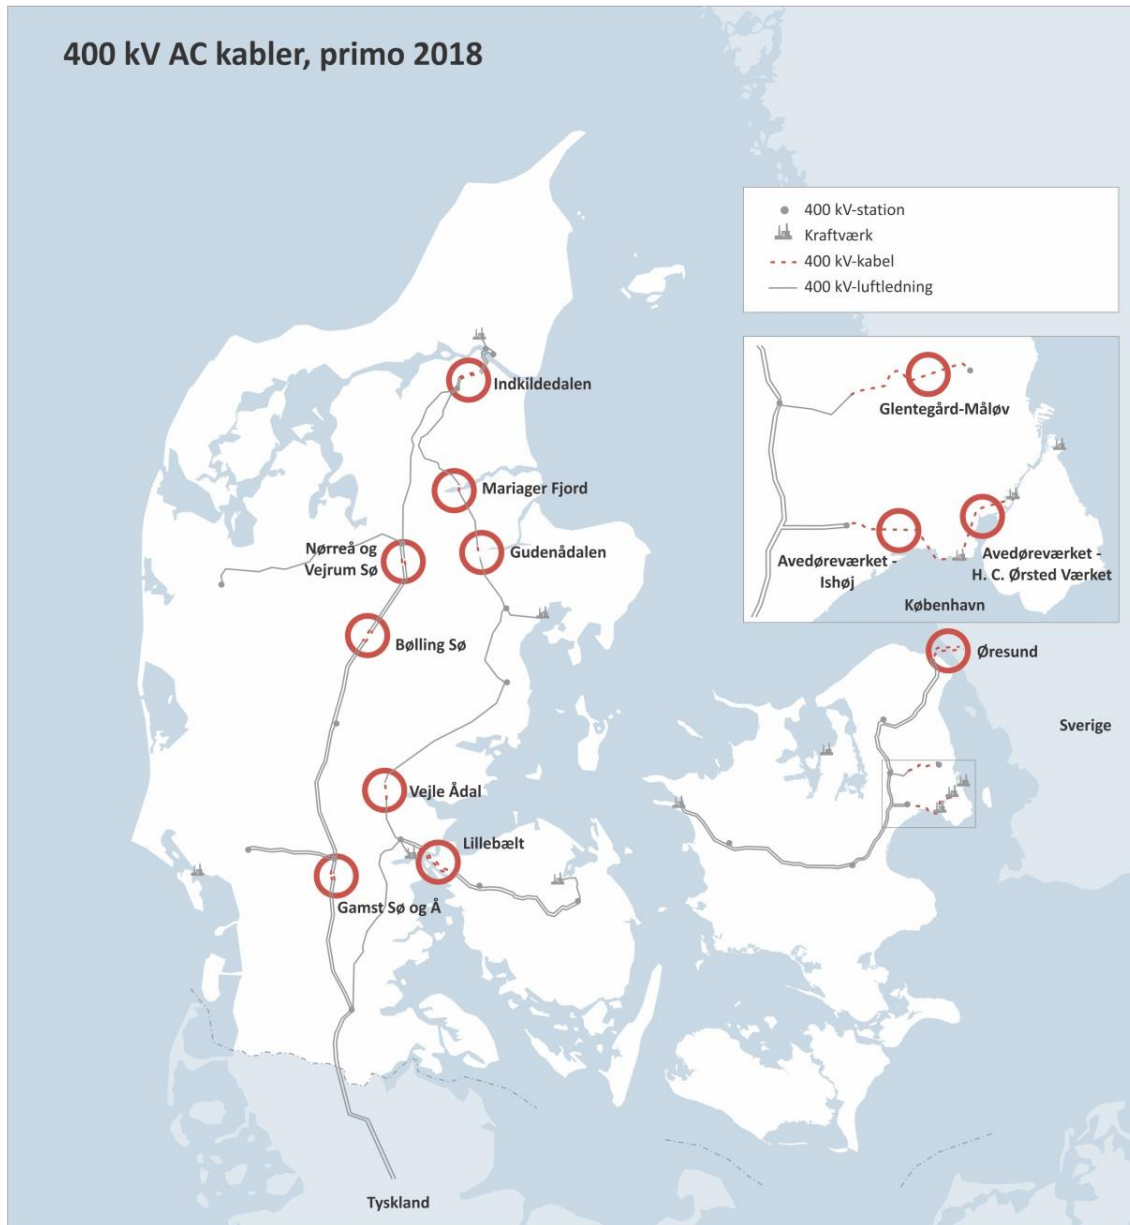 400 kV AC kabler, primo 2018
400 kV-station
Kraftværk
400 kV-kabel
400 kV-luftledning
Glentegård-Måløv
Avedøreværket -
Ishøj
Avedøreværket -
H. C. Ørsted Værket
København
Indkildedalen
Mariager Fjord
Nørreå og
Vejrum Sø
Gudenådalen
Bølling Sø
Øresund
Sverige
Vejle Ådal
Lillebælt
Gamst Sø og Å
Tyskland